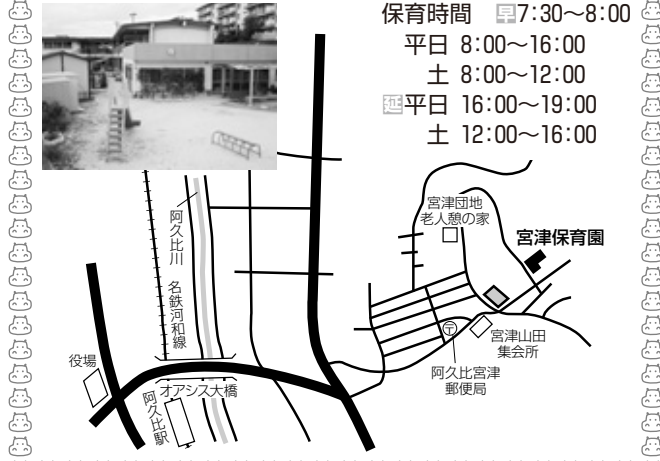 保育時間 早7:30〜8:00
平日 8:00〜16:00
土 8:00〜12:00
延平日 16:00〜19:00
土 12:00〜16:00
宮津団地
老人憩の家
宮津保育園
阿久比川
名鉄河和線
宮津山田
集会所
阿久比宮津
郵便局
役場
オアシス大橋
阿久比駅